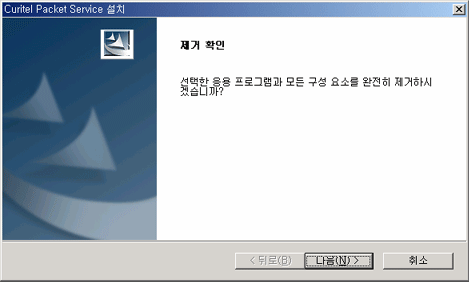 Curitel Packet Service 설치
제거 확인
선택한 응용 프로그램과 모든 구성 요소를 완전히 제거하시
겠습니까?
< 뒤로(B)
다음(N) >
취소